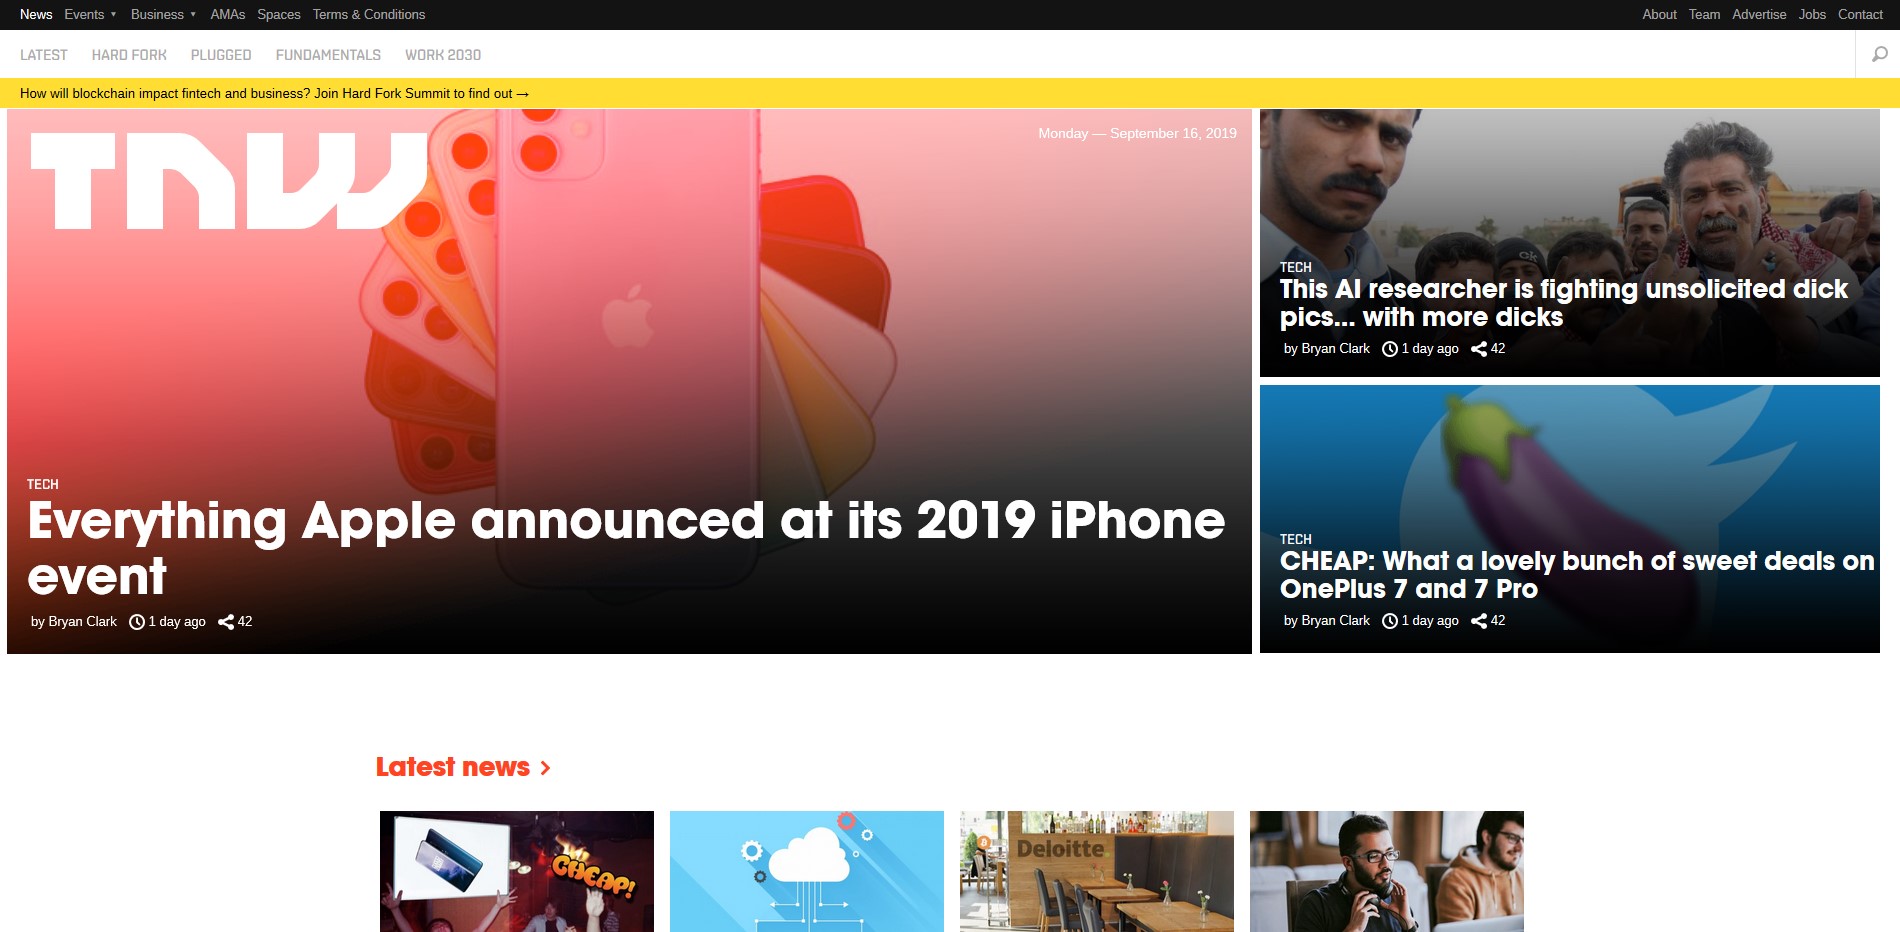 News Events Business AMAs Spaces Terms & Conditions About Team Advertise Jobs Contact
LATEST HARD FORK PLUGGED FUNDAMENTALS WORK 2030
How will blockchain impact fintech and business? Join Hard Fork Summit to find out →
TNW
Monday — September 16, 2019
TECH
Everything Apple announced at its 2019 iPhone
event
by Bryan Clark 1 day ago 42
ck
TECH
This AI researcher is fighting unsolicited dick
pics... with more dicks
by Bryan Clark 1 day ago 42
TECH
CHEAP: What a lovely bunch of sweet deals on
OnePlus 7 and 7 Pro
by Bryan Clark 1 day ago 42
Latest news >
CHEAP!
Deloitte.